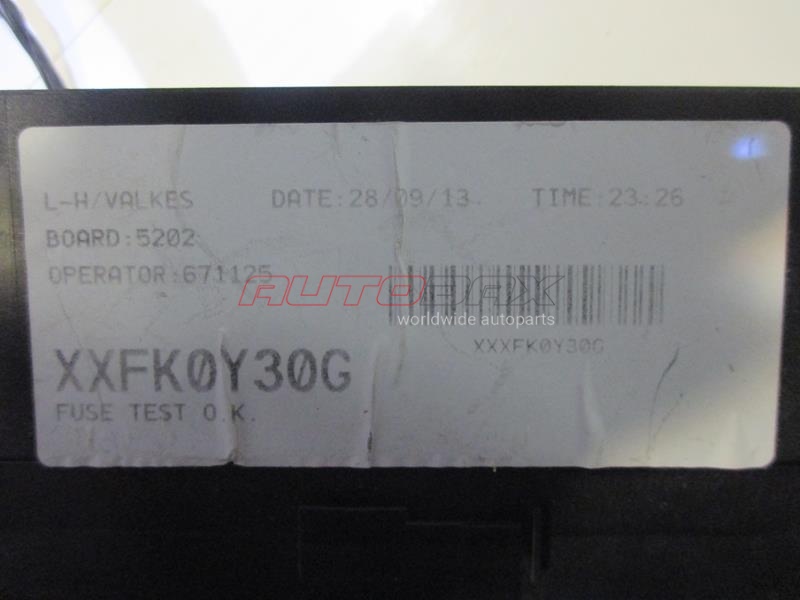 L-H/VALKES DATE:28/09/13 TIME:23:26
BOARD:5202
OPERATOR:671125
AUTOBAX
worldwide autoparts
XXXFK0Y30G
XXFK0Y30G
FUSE TEST O.K.